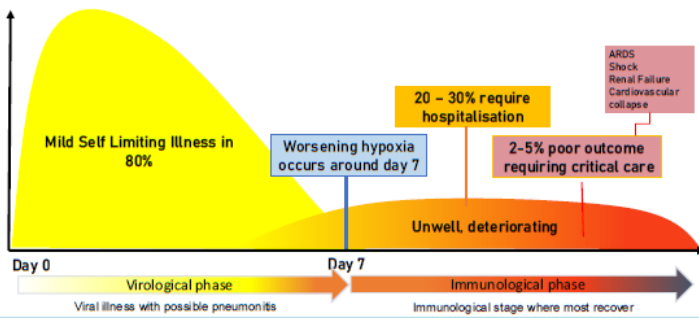 ARDS
Shock
Renal Failure
Cardiovascular
collapse
20 – 30% require
hospitalisation
Mild Self Limiting Illness in
80%
Worsening hypoxia
occurs around day 7
2-5% poor outcome
requiring critical care
Unwell, deteriorating
Day 0
Day 7
Virological phase
Immunological phase
Viral illness with possible pneumonitis
Immunological stage where most recover